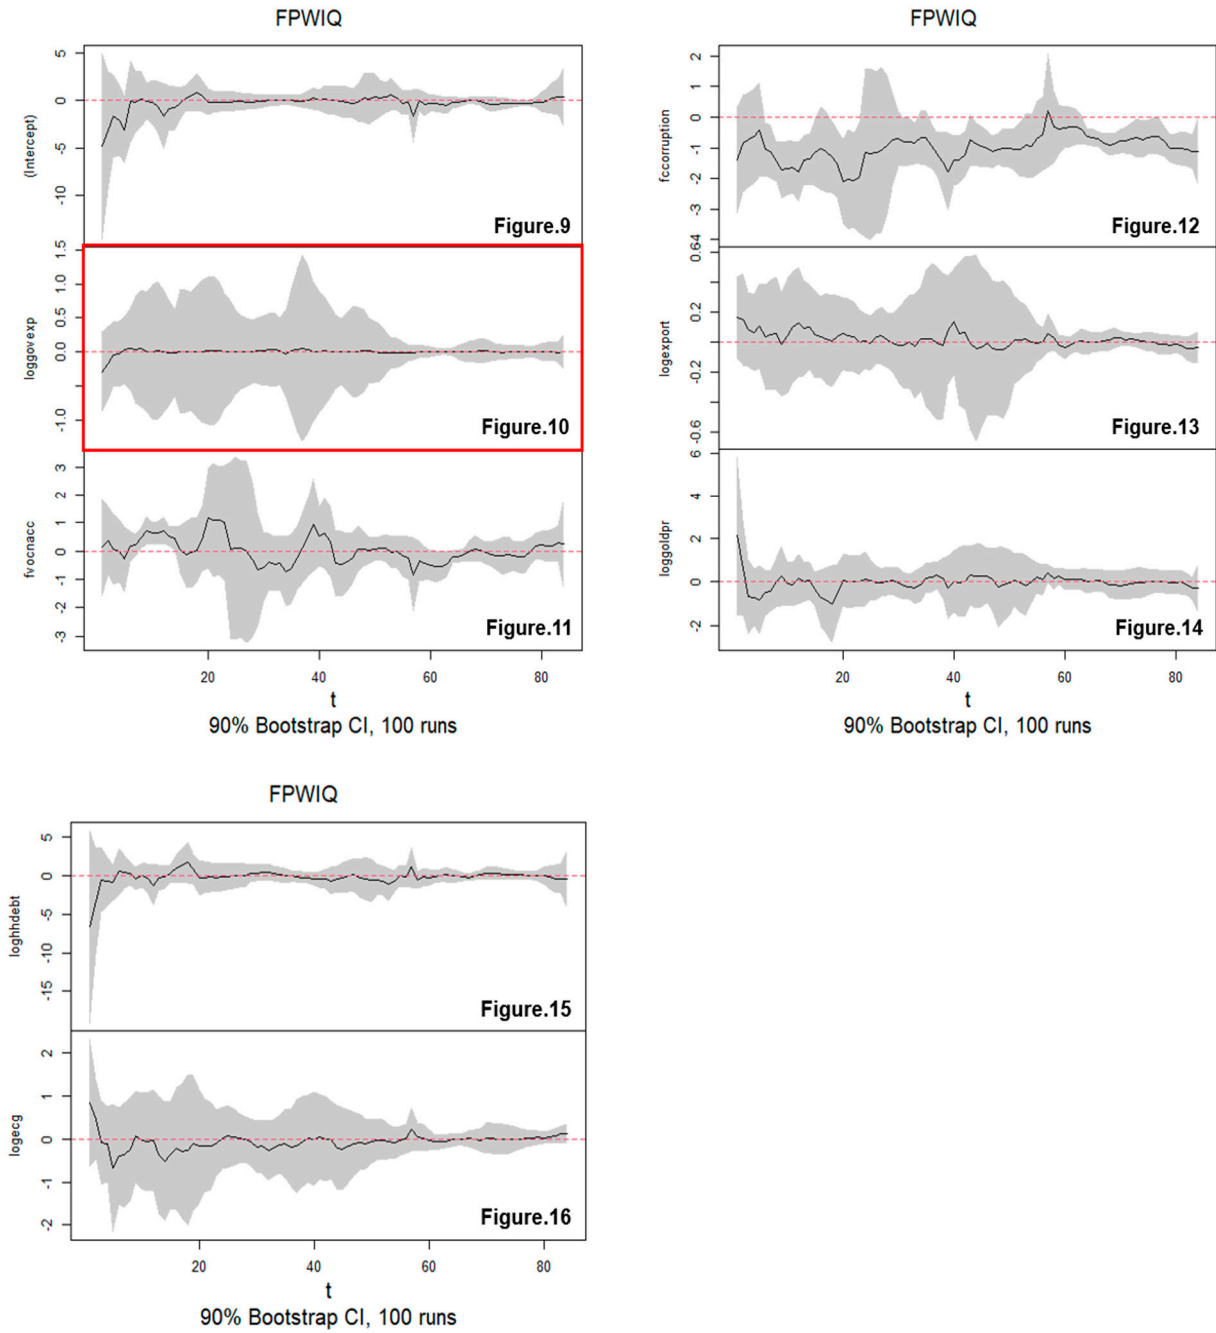 FPWIQ
5
0
-5
-10
(Intercept)
Figure.9
1.5
1.0
0.5
0.0
-1.0
loggovexp
Figure.10
3
2
1
0
-1
-2
-3
fvocnacc
Figure.11
20 40 60 80
t
90% Bootstrap CI, 100 runs
FPWIQ
2
1
0
-1
-2
-3
fccorruption
Figure.12
0.2
-0.2
-0.6
logexport
Figure.13
6
4
2
0
-2
loggoldpr
Figure.14
20 40 60 80
t
90% Bootstrap CI, 100 runs
FPWIQ
5
0
-5
-10
-15
loghhdebt
Figure.15
2
1
0
-1
-2
logecg
Figure.16
20 40 60 80
t
90% Bootstrap CI, 100 runs